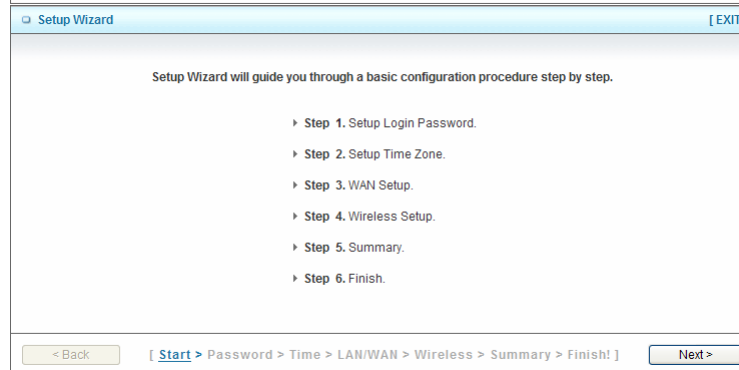 Setup Wizard [ EXIT
Setup Wizard will guide you through a basic configuration procedure step by step.
Step 1. Setup Login Password.
Step 2. Setup Time Zone.
Step 3. WAN Setup.
Step 4. Wireless Setup.
Step 5. Summary.
Step 6. Finish.
< Back [ Start > Password > Time > LAN/WAN > Wireless > Summary > Finish! ] Next >